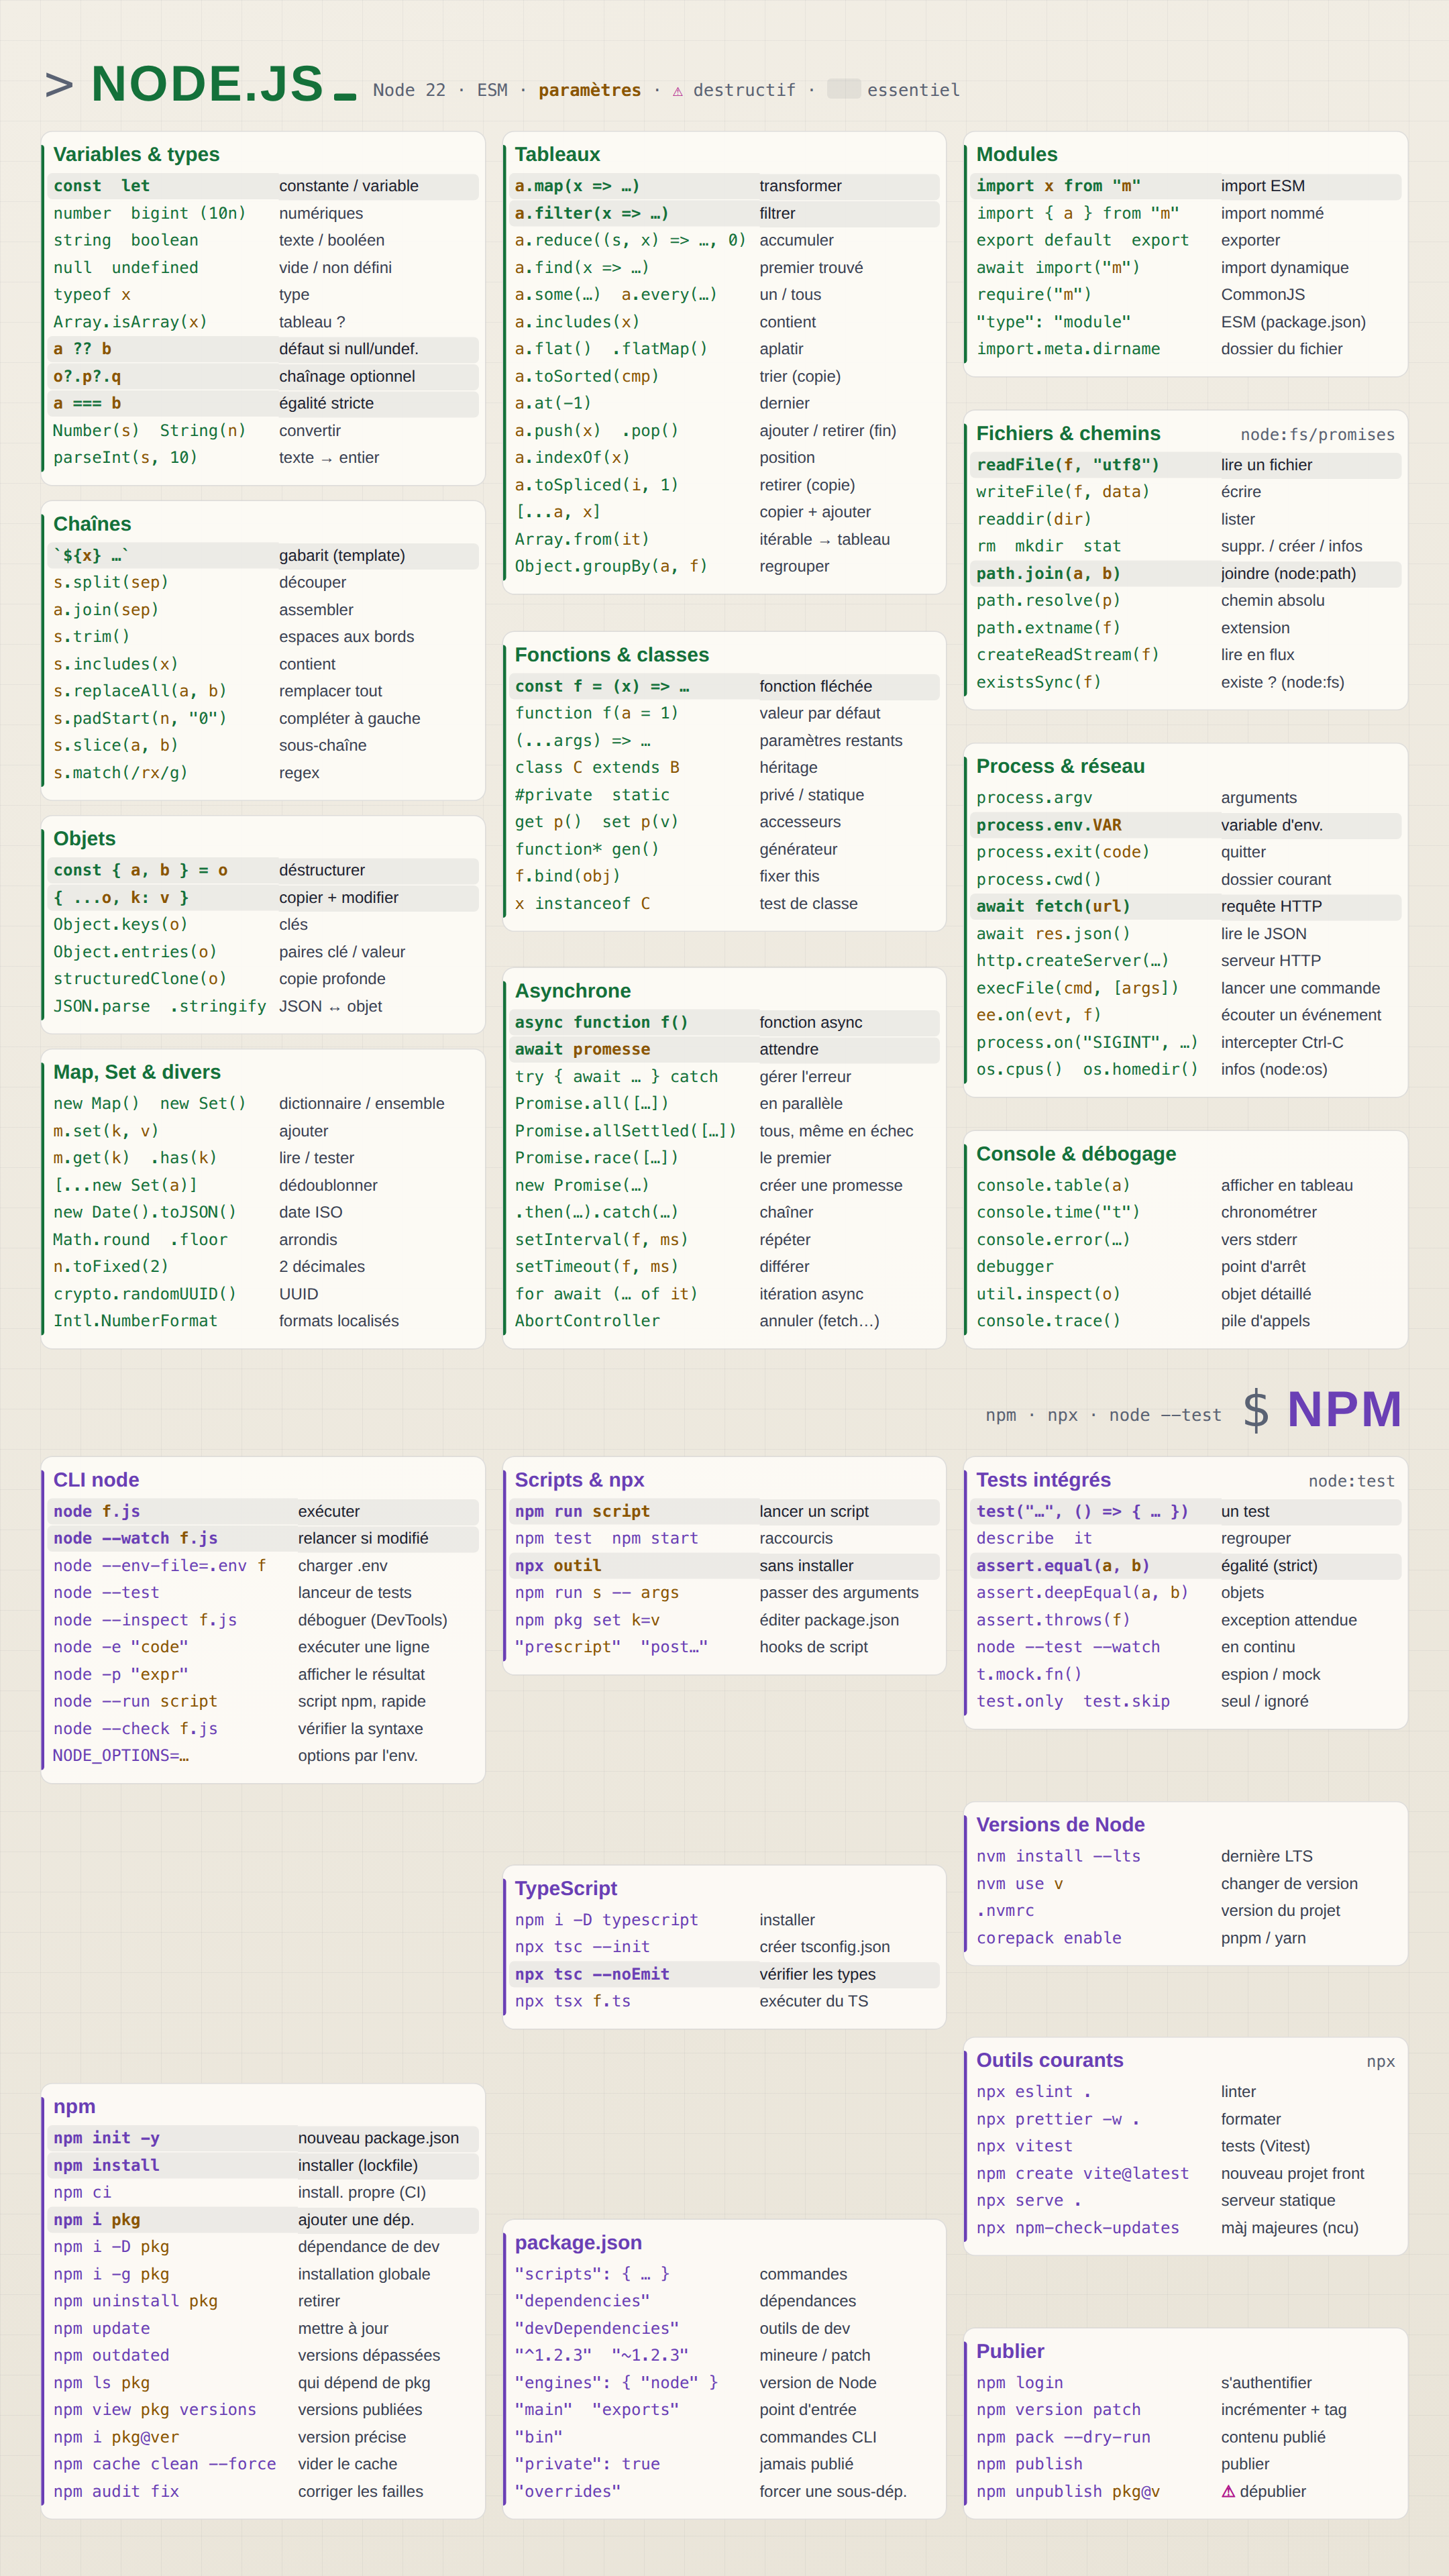 > NODE.JS_ Node 22 · ESM · paramètres · ⚠ destructif · essentiel
Variables & types
const let constante / variable
number bigint (10n) numériques
string boolean texte / booléen
null undefined vide / non défini
typeof x type
Array.isArray(x) tableau ?
a ?? b défaut si null/undef.
o?.p?.q chaînage optionnel
a === b égalité stricte
Number(s) String(n) convertir
parseInt(s, 10) texte → entier
Chaînes
`${x} …` gabarit (template)
s.split(sep) découper
a.join(sep) assembler
s.trim() espaces aux bords
s.includes(x) contient
s.replaceAll(a, b) remplacer tout
s.padStart(n, "0") compléter à gauche
s.slice(a, b) sous-chaîne
s.match(/rx/g) regex
Objets
const { a, b } = o déstructurer
{ ...o, k: v } copier + modifier
Object.keys(o) clés
Object.entries(o) paires clé / valeur
structuredClone(o) copie profonde
JSON.parse .stringify JSON ↔ objet
Map, Set & divers
new Map() new Set() dictionnaire / ensemble
m.set(k, v) ajouter
m.get(k) .has(k) lire / tester
[...new Set(a)] dédoublonner
new Date().toJSON() date ISO
Math.round .floor arrondis
n.toFixed(2) 2 décimales
crypto.randomUUID() UUID
Intl.NumberFormat formats localisés
Tableaux
a.map(x => …) transformer
a.filter(x => …) filtrer
a.reduce((s, x) => …, 0) accumuler
a.find(x => …) premier trouvé
a.some(…) a.every(…) un / tous
a.includes(x) contient
a.flat() .flatMap() aplatir
a.toSorted(cmp) trier (copie)
a.at(-1) dernier
a.push(x) .pop() ajouter / retirer (fin)
a.indexOf(x) position
a.toSpliced(i, 1) retirer (copie)
[...a, x] copier + ajouter
Array.from(it) itérable → tableau
Object.groupBy(a, f) regrouper
Fonctions & classes
const f = (x) => … fonction fléchée
function f(a = 1) valeur par défaut
(...args) => … paramètres restants
class C extends B héritage
#private static privé / statique
get p() set p(v) accesseurs
function* gen() générateur
f.bind(obj) fixer this
x instanceof C test de classe
Asynchrone
async function f() fonction async
await promesse attendre
try { await … } catch gérer l'erreur
Promise.all([…]) en parallèle
Promise.allSettled([…]) tous, même en échec
Promise.race([…]) le premier
new Promise(…) créer une promesse
.then(…).catch(…) chaîner
setInterval(f, ms) répéter
setTimeout(f, ms) différer
for await (… of it) itération async
AbortController annuler (fetch…)
Modules
import x from "m" import ESM
import { a } from "m" import nommé
export default export exporter
await import("m") import dynamique
require("m") CommonJS
"type": "module" ESM (package.json)
import.meta.dirname dossier du fichier
Fichiers & chemins node:fs/promises
readFile(f, "utf8") lire un fichier
writeFile(f, data) écrire
readdir(dir) lister
rm mkdir stat suppr. / créer / infos
path.join(a, b) joindre (node:path)
path.resolve(p) chemin absolu
path.extname(f) extension
createReadStream(f) lire en flux
existsSync(f) existe ? (node:fs)
Process & réseau
process.argv arguments
process.env.VAR variable d'env.
process.exit(code) quitter
process.cwd() dossier courant
await fetch(url) requête HTTP
await res.json() lire le JSON
http.createServer(…) serveur HTTP
execFile(cmd, [args]) lancer une commande
ee.on(evt, f) écouter un événement
process.on("SIGINT", …) intercepter Ctrl-C
os.cpus() os.homedir() infos (node:os)
Console & débogage
console.table(a) afficher en tableau
console.time("t") chronométrer
console.error(…) vers stderr
debugger point d'arrêt
util.inspect(o) objet détaillé
console.trace() pile d'appels
npm · npx · node --test $ NPM
CLI node
node f.js exécuter
node --watch f.js relancer si modifié
node --env-file=.env f charger .env
node --test lanceur de tests
node --inspect f.js déboguer (DevTools)
node -e "code" exécuter une ligne
node -p "expr" afficher le résultat
node --run script script npm, rapide
node --check f.js vérifier la syntaxe
NODE_OPTIONS=… options par l'env.
npm
npm init -y nouveau package.json
npm install installer (lockfile)
npm ci install. propre (CI)
npm i pkg ajouter une dép.
npm i -D pkg dépendance de dev
npm i -g pkg installation globale
npm uninstall pkg retirer
npm update mettre à jour
npm outdated versions dépassées
npm ls pkg qui dépend de pkg
npm view pkg versions versions publiées
npm i pkg@ver version précise
npm cache clean --force vider le cache
npm audit fix corriger les failles
Scripts & npx
npm run script lancer un script
npm test npm start raccourcis
npx outil sans installer
npm run s -- args passer des arguments
npm pkg set k=v éditer package.json
"prescript" "post…" hooks de script
TypeScript
npm i -D typescript installer
npx tsc --init créer tsconfig.json
npx tsc --noEmit vérifier les types
npx tsx f.ts exécuter du TS
package.json
"scripts": { … } commandes
"dependencies" dépendances
"devDependencies" outils de dev
"^1.2.3" "~1.2.3" mineure / patch
"engines": { "node" } version de Node
"main" "exports" point d'entrée
"bin" commandes CLI
"private": true jamais publié
"overrides" forcer une sous-dép.
Tests intégrés node:test
test("…", () => { … }) un test
describe it regrouper
assert.equal(a, b) égalité (strict)
assert.deepEqual(a, b) objets
assert.throws(f) exception attendue
node --test --watch en continu
t.mock.fn() espion / mock
test.only test.skip seul / ignoré
Versions de Node
nvm install --lts dernière LTS
nvm use v changer de version
.nvmrc version du projet
corepack enable pnpm / yarn
Outils courants npx
npx eslint . linter
npx prettier -w . formater
npx vitest tests (Vitest)
npm create vite@latest nouveau projet front
npx serve . serveur statique
npx npm-check-updates màj majeures (ncu)
Publier
npm login s'authentifier
npm version patch incrémenter + tag
npm pack --dry-run contenu publié
npm publish publier
npm unpublish pkg@v ⚠ dépublier